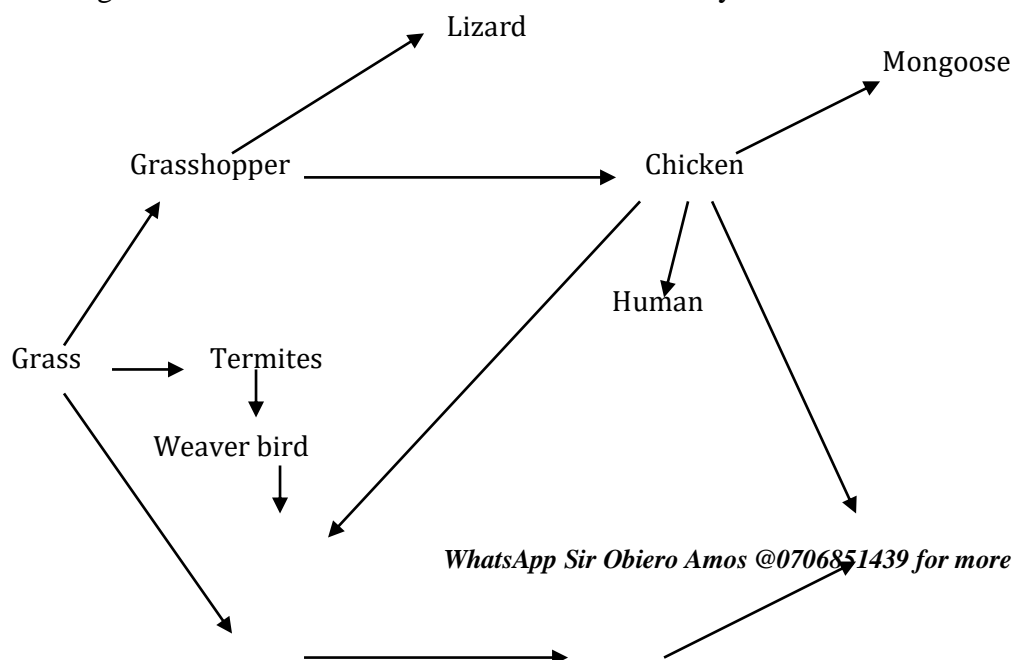 Lizard
Mongoose
Grasshopper
Chicken
Human
Grass
Termites
Weaver bird
WhatsApp Sir Obiero Amos @0706851439 for more